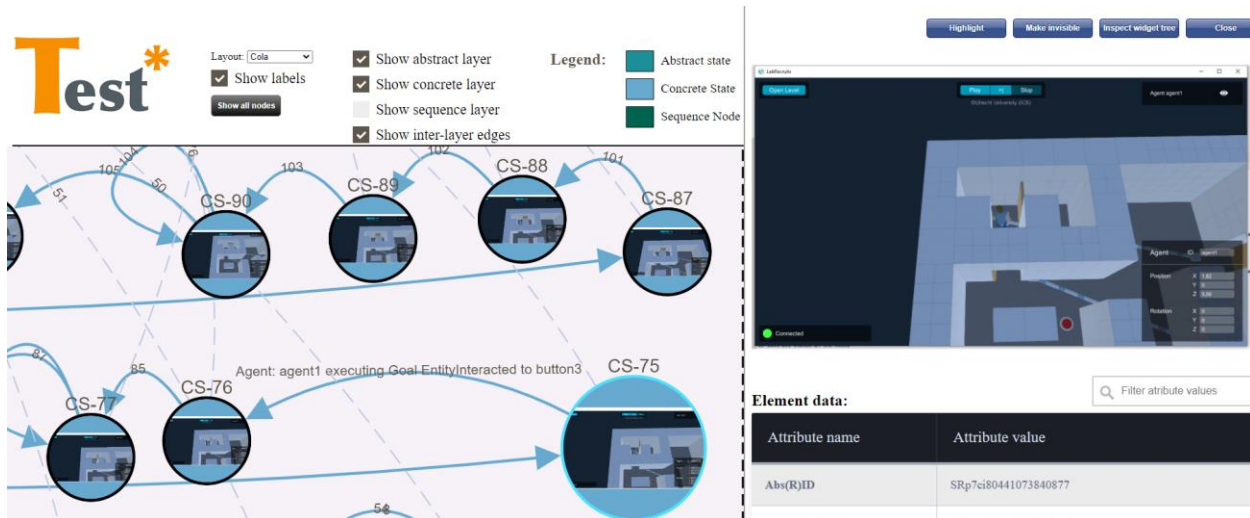 Test*
Layout: Cola
Show labels
Show all nodes
Show abstract layer
Show concrete layer
Show sequence layer
Show inter-layer edges
Legend:
Abstract state
Concrete State
Sequence Node
Highlight
Make invisible
Inspect widget tree
Close
51
105
104
50
CS-90
103
CS-89
102
CS-88
101
CS-87
87
CS-77
85
CS-76
Agent: agent1 executing Goal EntityInteracted to button3
CS-75
LabRecruits
Open Level
Play
Stop
Agent agent1
Agent
ID
agent1
Position
X
Y
Z
Rotation
X
Y
Z
Connected
Element data:
Filter atribute values
Attribute name
Attribute value
Abs(R)ID
SRp7ci80441073840877